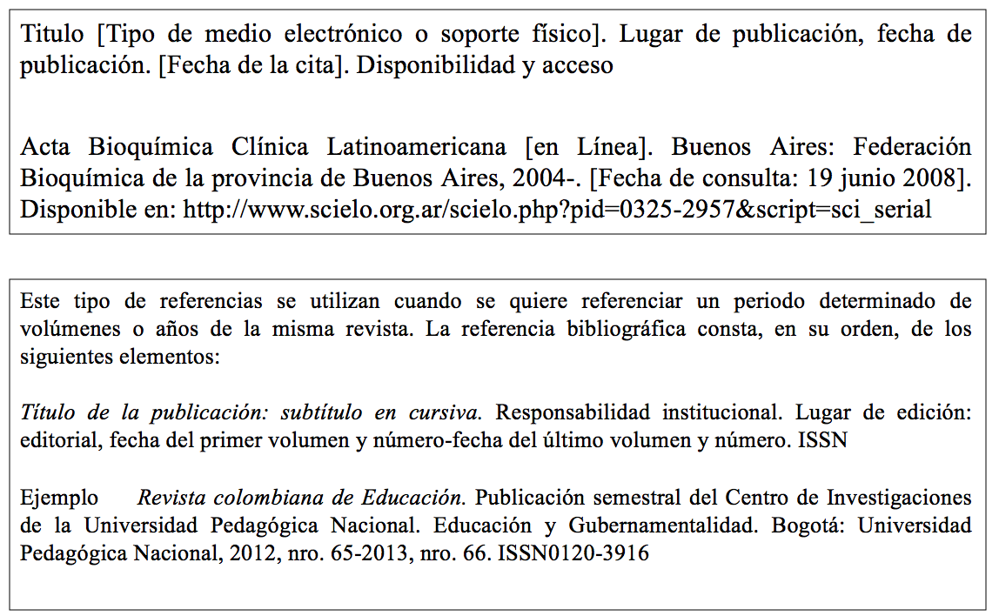 Titulo [Tipo de medio electrónico o soporte físico]. Lugar de publicación, fecha de
publicación. [Fecha de la cita]. Disponibilidad y acceso
Acta Bioquímica Clínica Latinoamericana [en Línea]. Buenos Aires: Federación
Bioquímica de la provincia de Buenos Aires, 2004-. [Fecha de consulta: 19 junio 2008].
Disponible en: http://www.scielo.org.ar/scielo.php?pid=0325-2957&script=sci_serial
Este tipo de referencias se utilizan cuando se quiere referenciar un periodo determinado de
volúmenes o años de la misma revista. La referencia bibliográfica consta, en su orden, de los
siguientes elementos:
Título de la publicación: subtítulo en cursiva. Responsabilidad institucional. Lugar de edición:
editorial, fecha del primer volumen y número-fecha del último volumen y número. ISSN
Ejemplo Revista colombiana de Educación. Publicación semestral del Centro de Investigaciones
de la Universidad Pedagógica Nacional. Educación y Gubernamentalidad. Bogotá: Universidad
Pedagógica Nacional, 2012, nro. 65-2013, nro. 66. ISSN0120-3916